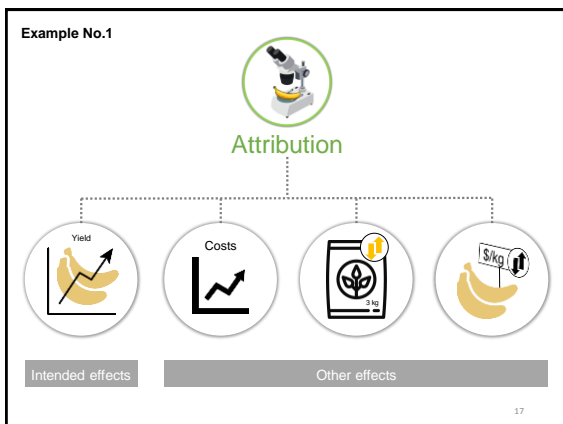 Example No.1
Attribution
Yield
Costs
3 kg
$/kg
Intended effects
Other effects
17